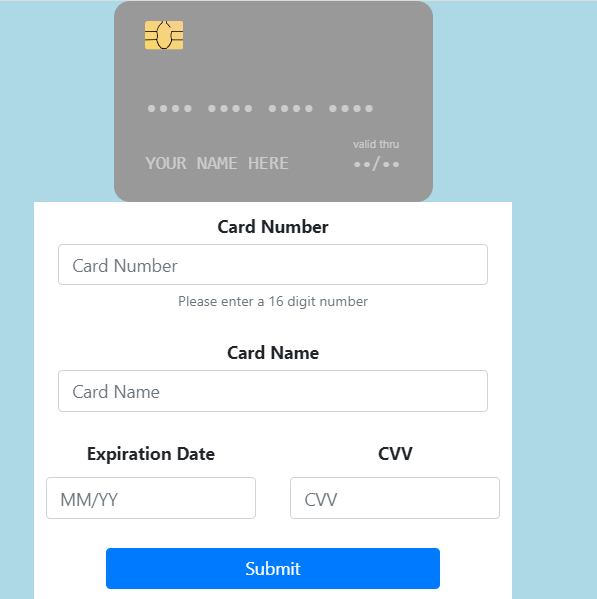 •••• •••• •••• ••••
valid thru
YOUR NAME HERE ••/••
Card Number
Card Number
Please enter a 16 digit number
Card Name
Card Name
Expiration Date CVV
MM/YY CVV
Submit